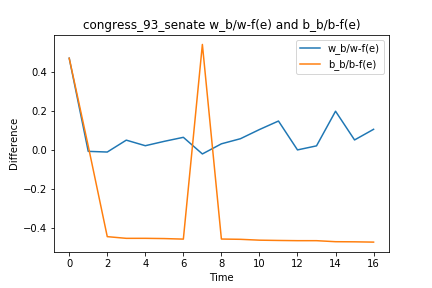 congress_93_senate w_b/w-f(e) and b_b/b-f(e)
w_b/w-f(e)
b_b/b-f(e)
Difference
0.4
0.2
0.0
−0.2
−0.4
0 2 4 6 8 10 12 14 16
Time